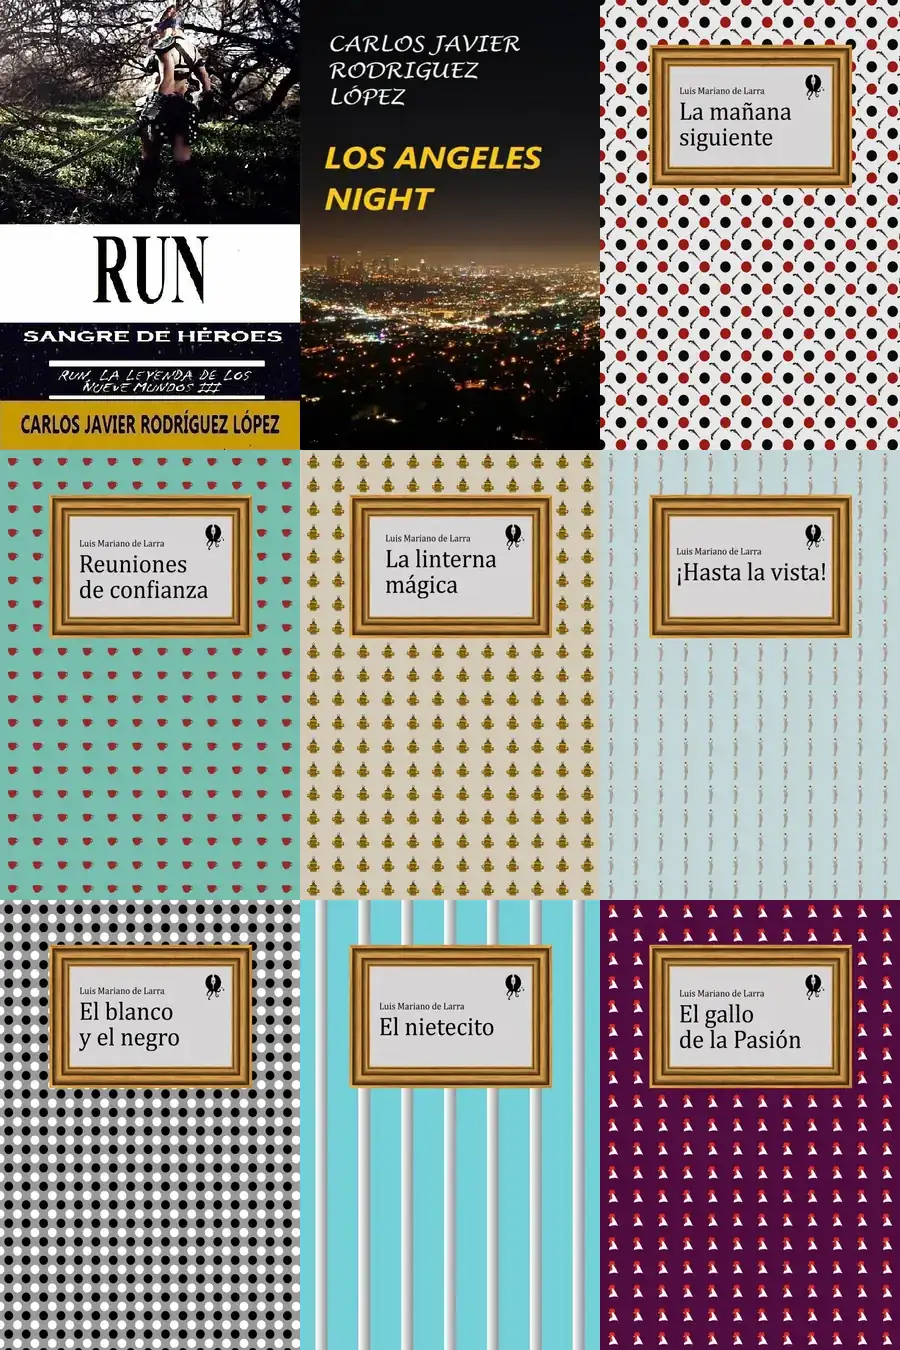 RUN
SANGRE DE HÉROES
RUN, LA LEYENDA DE LOS
NUEVE MUNDOS III
CARLOS JAVIER RODRÍGUEZ LÓPEZ
CARLOS JAVIER
RODRIGUEZ
LÓPEZ
LOS ANGELES
NIGHT
Luis Mariano de Larra
La mañana
siguiente
Luis Mariano de Larra
Reuniones
de confianza
Luis Mariano de Larra
La linterna
mágica
Luis Mariano de Larra
¡Hasta la vista!
Luis Mariano de Larra
El blanco
y el negro
Luis Mariano de Larra
El nietecito
Luis Mariano de Larra
El gallo
de la Pasión